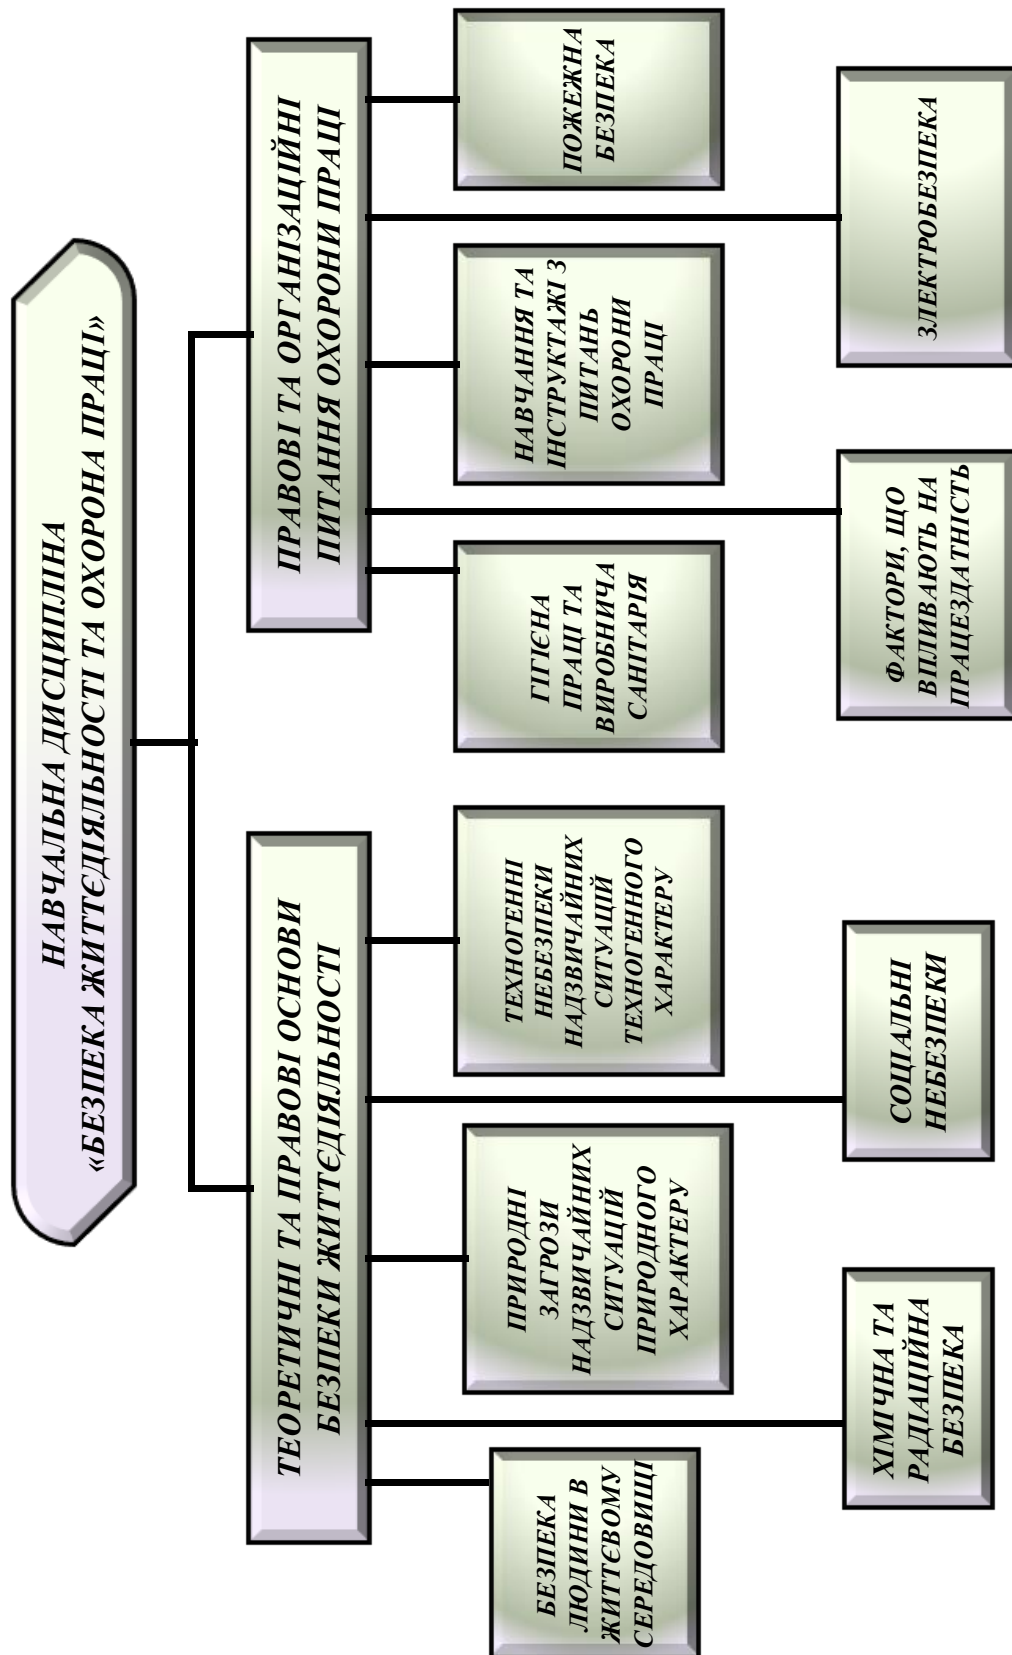 НАВЧАЛЬНА ДИСЦИПЛІНА
«БЕЗПЕКА ЖИТТЄДІЯЛЬНОСТІ ТА ОХОРОНА ПРАЦІ»
ТЕОРЕТИЧНІ ТА ПРАВОВІ ОСНОВИ
БЕЗПЕКИ ЖИТТЄДІЯЛЬНОСТІ
ПРАВОВІ ТА ОРГАНІЗАЦІЙНІ
ПИТАННЯ ОХОРОНИ ПРАЦІ
БЕЗПЕКА
ЛЮДИНИ В
ЖИТТЄВОМУ
СЕРЕДОВИЩІ
ПРИРОДНІ
ЗАГРОЗИ
НАДЗВИЧАЙНИХ
СИТУАЦІЙ
ПРИРОДНОГО
ХАРАКТЕРУ
ТЕХНОГЕННІ
НЕБЕЗПЕКИ
НАДЗВИЧАЙНИХ
СИТУАЦІЙ
ТЕХНОГЕННОГО
ХАРАКТЕРУ
ГІГІЄНА
ПРАЦІ ТА
ВИРОБНИЧА
САНІТАРІЯ
НАВЧАННЯ ТА
ІНСТРУКТАЖІ З
ПИТАНЬ
ОХОРОНИ
ПРАЦІ
ПОЖЕЖНА
БЕЗПЕКА
ХІМІЧНА ТА
РАДІАЦІЙНА
БЕЗПЕКА
СОЦІАЛЬНІ
НЕБЕЗПЕКИ
ФАКТОРИ, ЩО
ВПЛИВАЮТЬ НА
ПРАЦЕЗДАТНІСТЬ
ЗЛЕКТРОБЕЗПЕКА